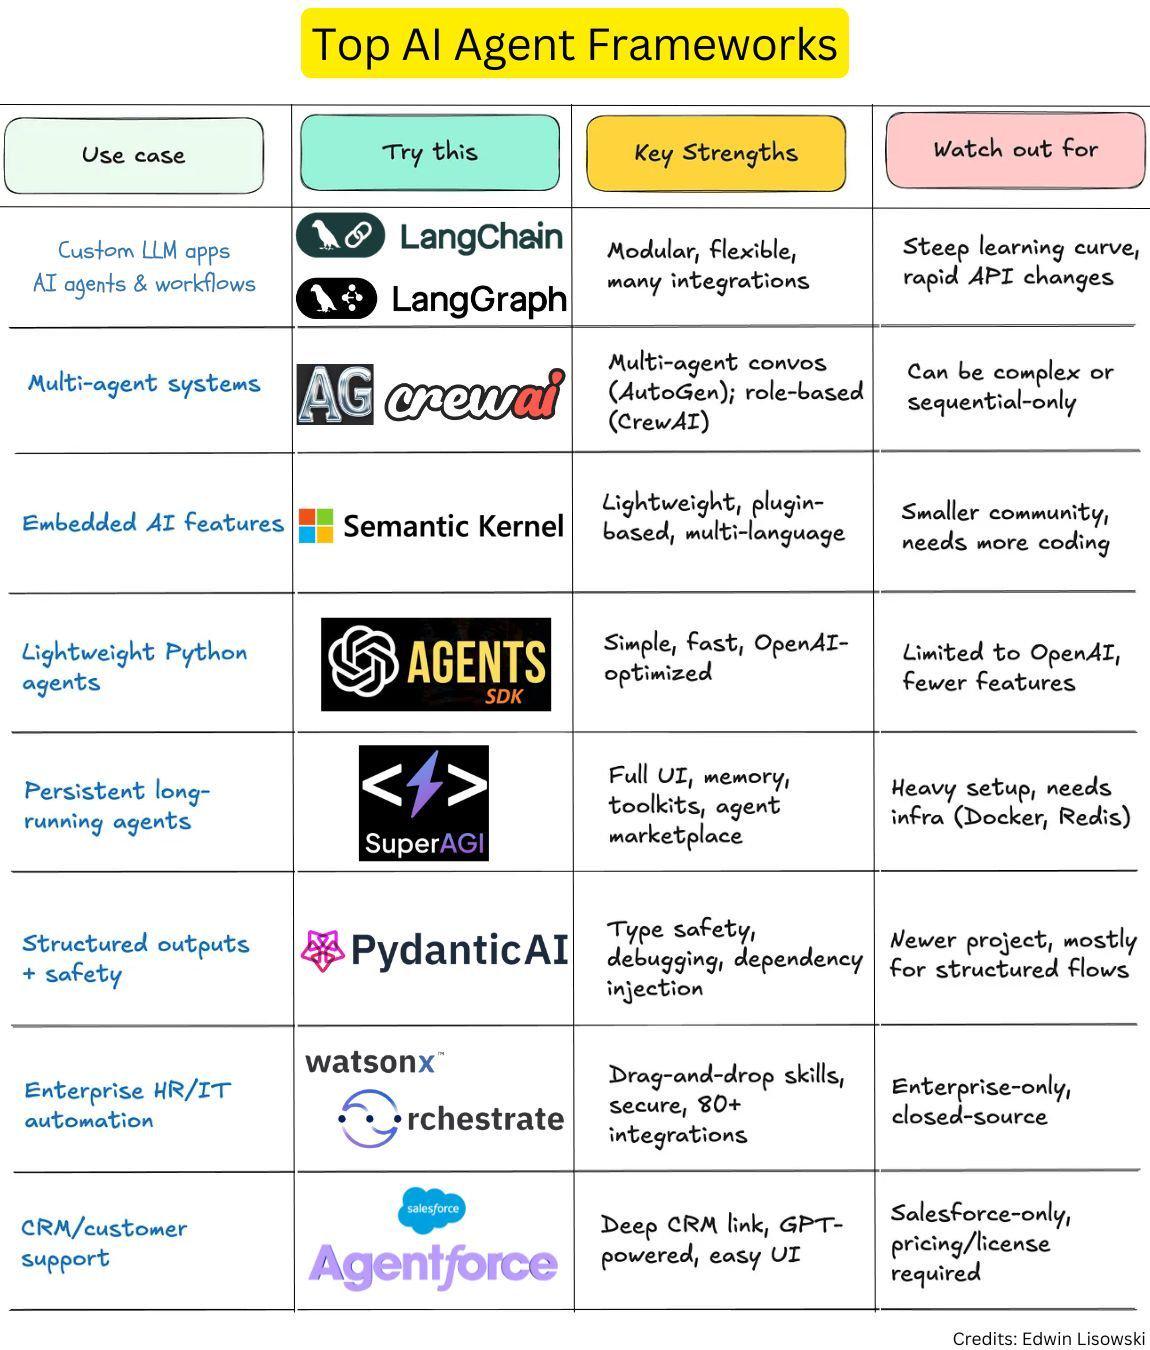 Top AI Agent Frameworks
Use case
Try this
Key Strengths
Watch out for
Custom LLM apps
AI agents & workflows
LangChain
LangGraph
Modular, flexible,
many integrations
Steep learning curve,
rapid API changes
Multi-agent systems
AG
crewai
Multi-agent convos
(AutoGen); role-based
(CrewAI)
Can be complex or
sequential-only
Embedded AI features
Semantic Kernel
Lightweight, plugin-
based, multi-language
Smaller community,
needs more coding
Lightweight Python
agents
AGENTS
SDK
Simple, fast, OpenAI-
optimized
Limited to OpenAI,
fewer features
Persistent long-
running agents
SuperAGI
Full UI, memory,
toolkits, agent
marketplace
Heavy setup, needs
infra (Docker, Redis)
Structured outputs
+ safety
PydanticAI
Type safety,
debugging, dependency
injection
Newer project, mostly
for structured flows
Enterprise HR/IT
automation
watsonx™
Orchestrate
Drag-and-drop skills,
secure, 80+
integrations
Enterprise-only,
closed-source
CRM/customer
support
salesforce
Agentforce
Deep CRM link, GPT-
powered, easy UI
Salesforce-only,
pricing/license
required
Credits: Edwin Lisowski